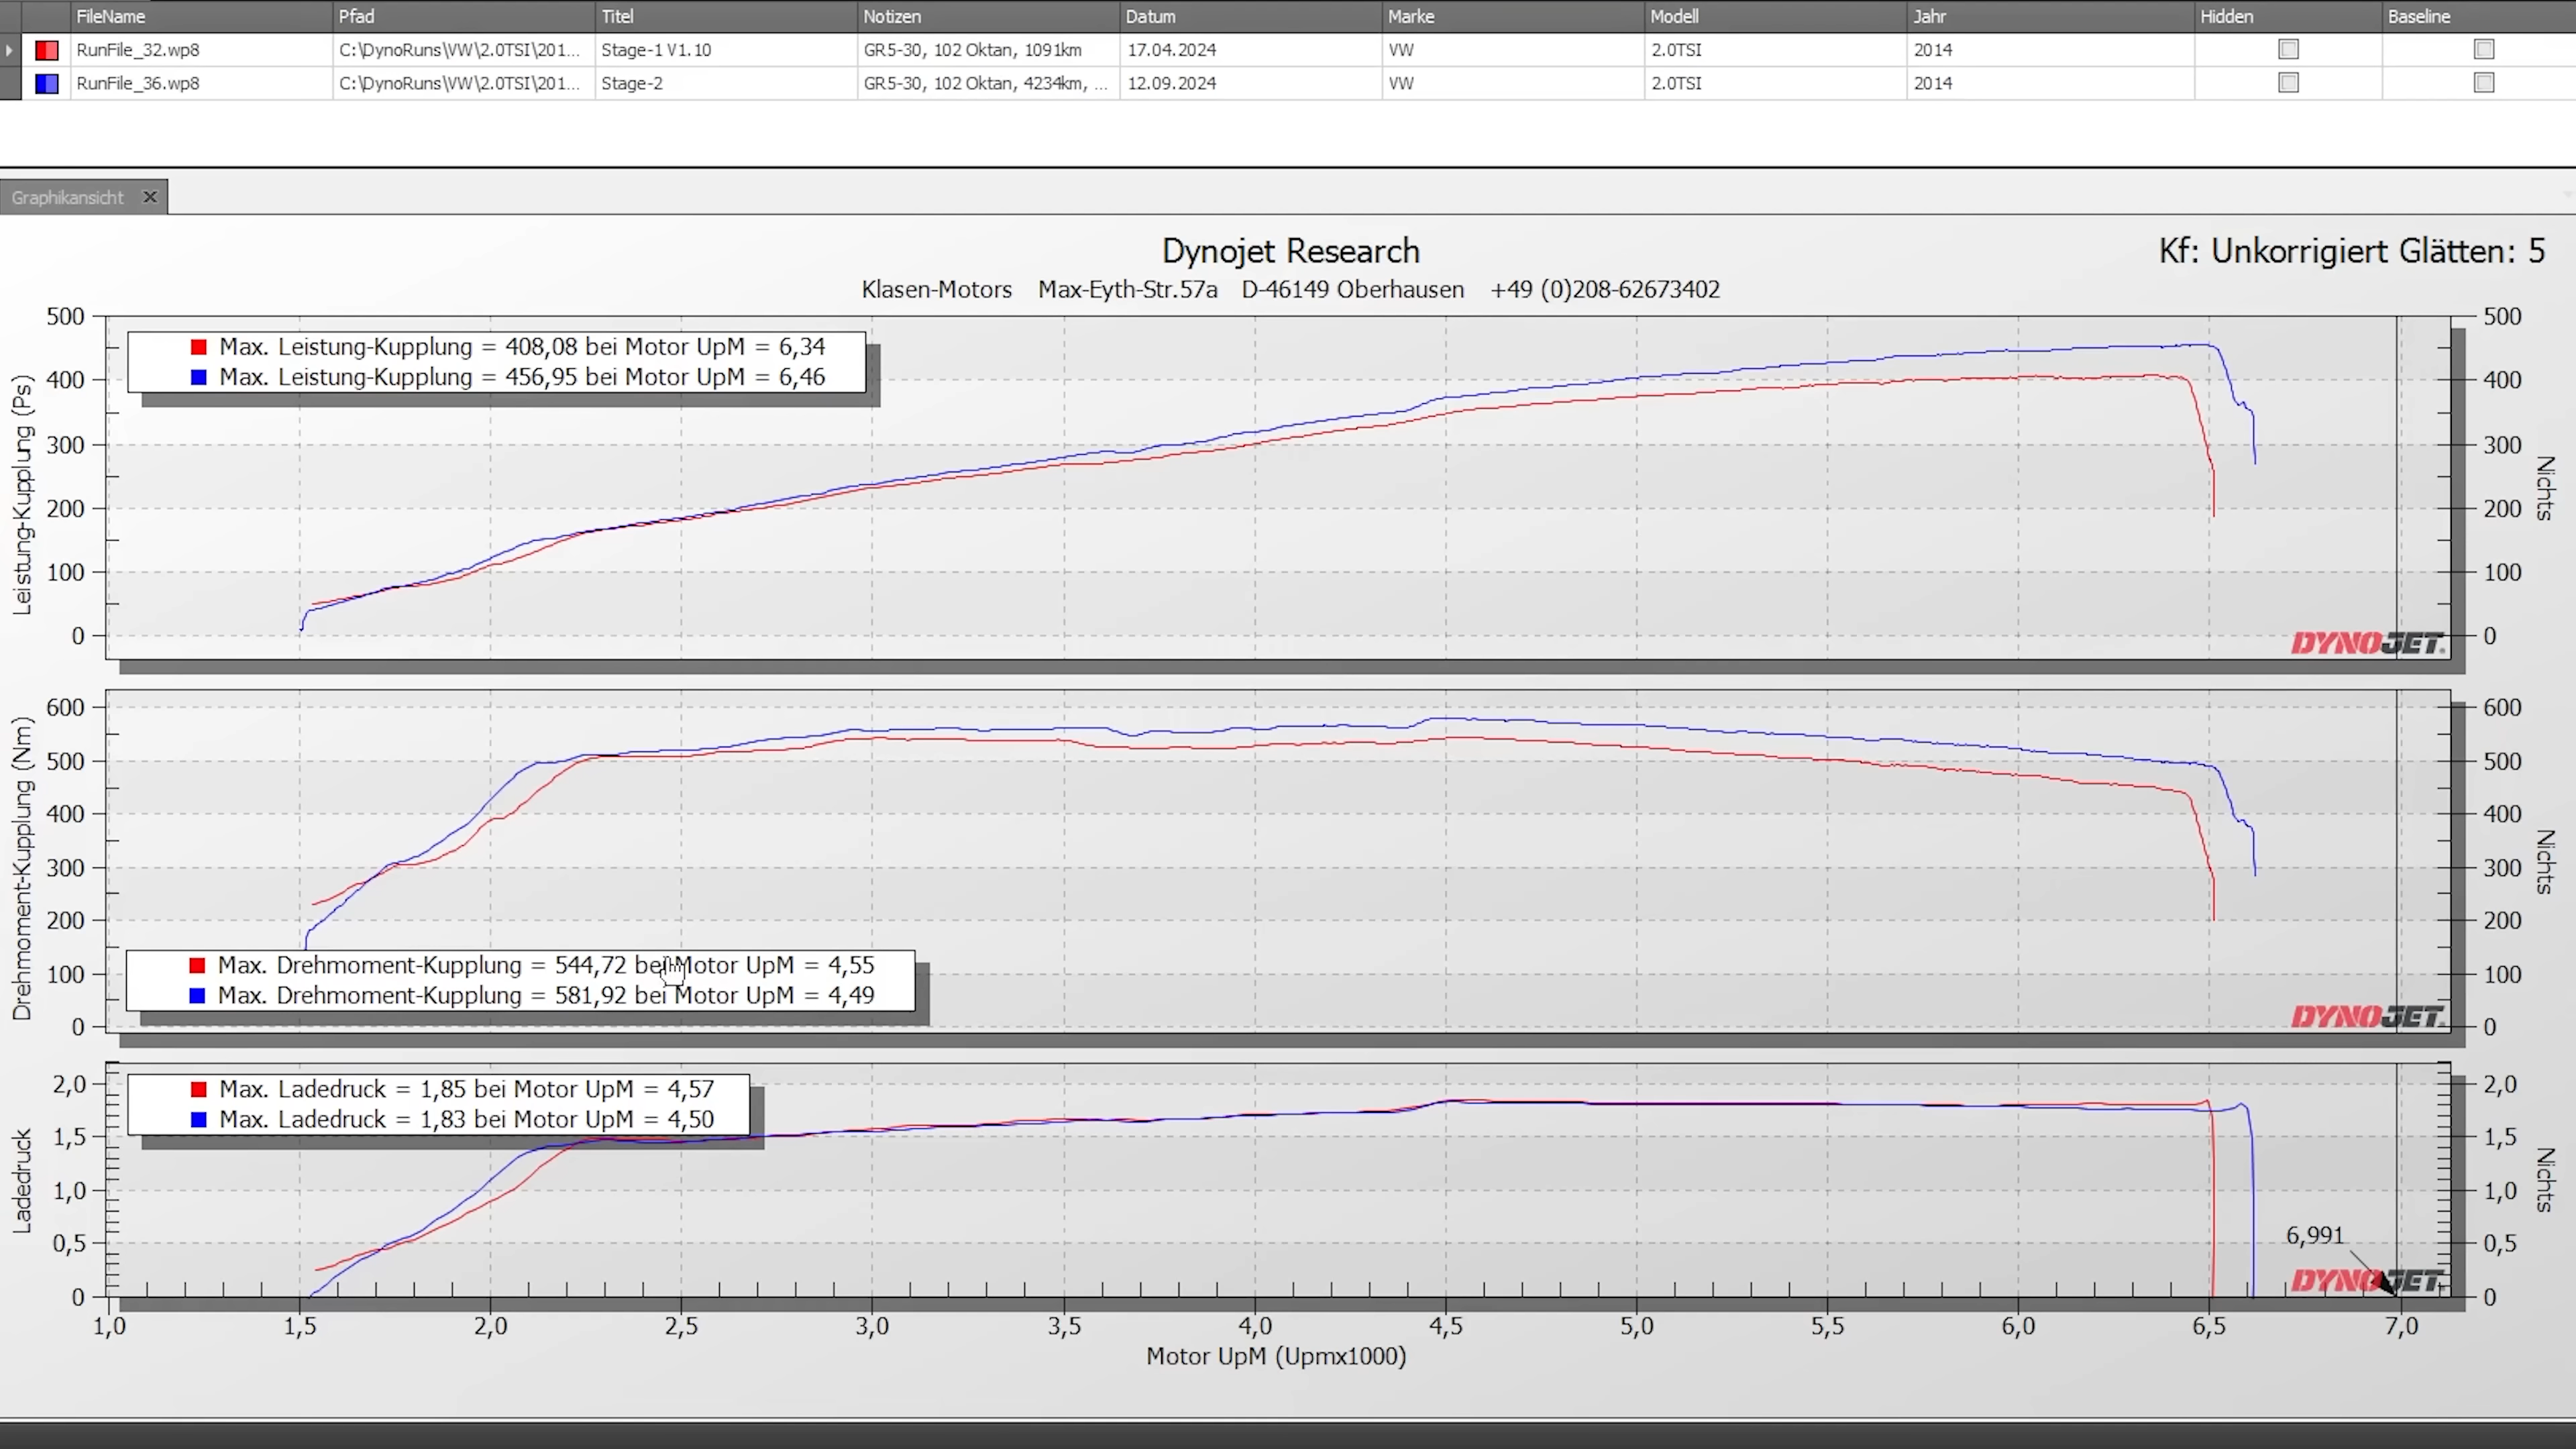 FileName Pfad Titel Notizen Datum Marke Modell Jahr Hidden Baseline
RunFile_32.wp8 C:\DynoRuns\VW\2.0TSI\201... Stage-1 V1.10 GR5-30, 102 Oktan, 1091km 17.04.2024 VW 2.0TSI 2014
RunFile_36.wp8 C:\DynoRuns\VW\2.0TSI\201... Stage-2 GR5-30, 102 Oktan, 4234km, ... 12.09.2024 VW 2.0TSI 2014
Graphikansicht
Dynojet Research
Kf: Unkorrigiert Glätten: 5
Klasen-Motors Max-Eyth-Str.57a D-46149 Oberhausen +49 (0)208-62673402
Leistung-Kupplung (Ps)
500
400
300
200
100
0
Max. Leistung-Kupplung = 408,08 bei Motor UpM = 6,34
Max. Leistung-Kupplung = 456,95 bei Motor UpM = 6,46
500
400
300
200
100
0
Nichts
DYNOJET
Drehmoment-Kupplung (Nm)
600
500
400
300
200
100
0
Max. Drehmoment-Kupplung = 544,72 bei Motor UpM = 4,55
Max. Drehmoment-Kupplung = 581,92 bei Motor UpM = 4,49
600
500
400
300
200
100
0
Nichts
DYNOJET
Ladedruck
2,0
1,5
1,0
0,5
0
Max. Ladedruck = 1,85 bei Motor UpM = 4,57
Max. Ladedruck = 1,83 bei Motor UpM = 4,50
2,0
1,5
1,0
0,5
0
Nichts
6,991
DYNOJET
1,0 1,5 2,0 2,5 3,0 3,5 4,0 4,5 5,0 5,5 6,0 6,5 7,0
Motor UpM (Upmx1000)